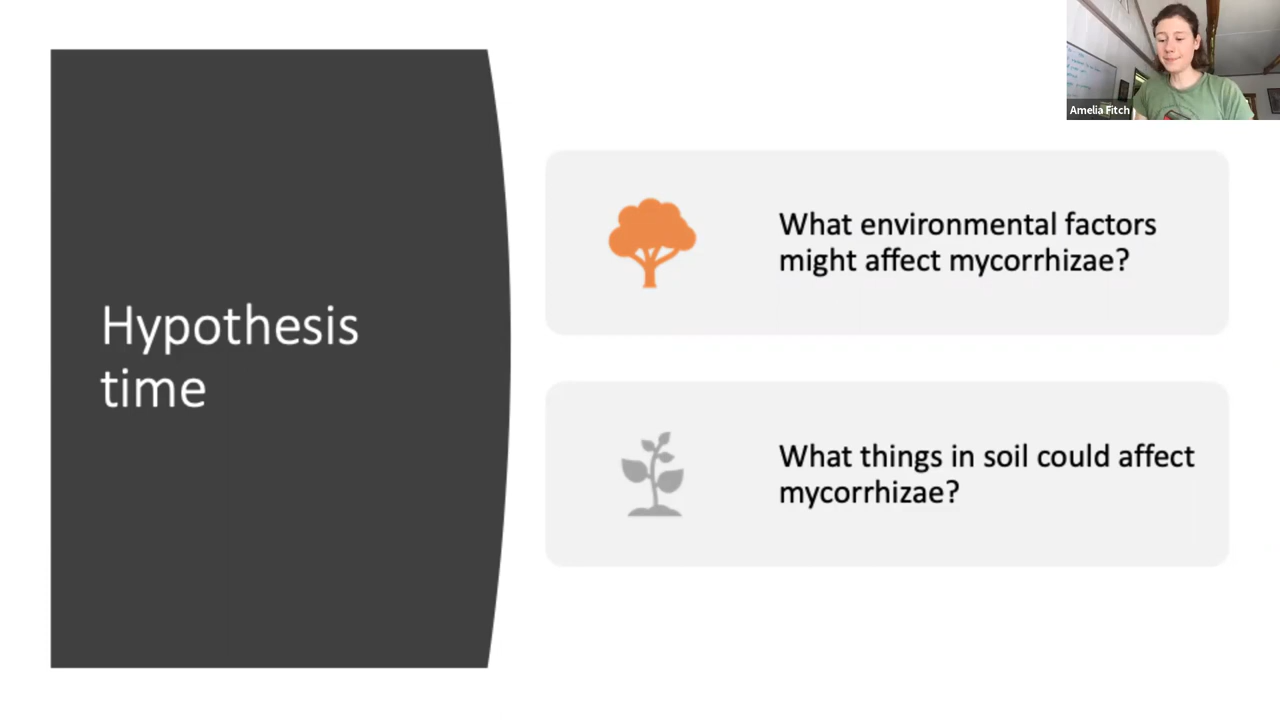 Amelia Fitch
Hypothesis
time
What environmental factors
might affect mycorrhizae?
What things in soil could affect
mycorrhizae?